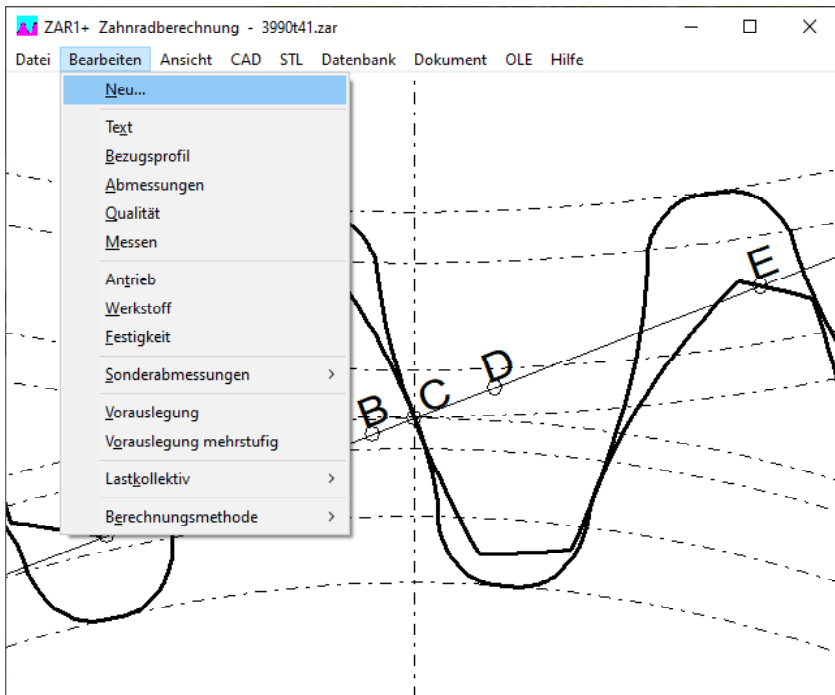 ZAR1+ Zahnradberechnung - 3990t41.zar
Datei Bearbeiten Ansicht CAD STL Datenbank Dokument OLE Hilfe
Neu...
Text
Bezugsprofil
Abmessungen
Qualität
Messen
Antrieb
Werkstoff
Festigkeit
Sonderabmessungen
Vorauslegung
Vorauslegung mehrstufig
Lastkollektiv
Berechnungsmethode
B
C
D
E